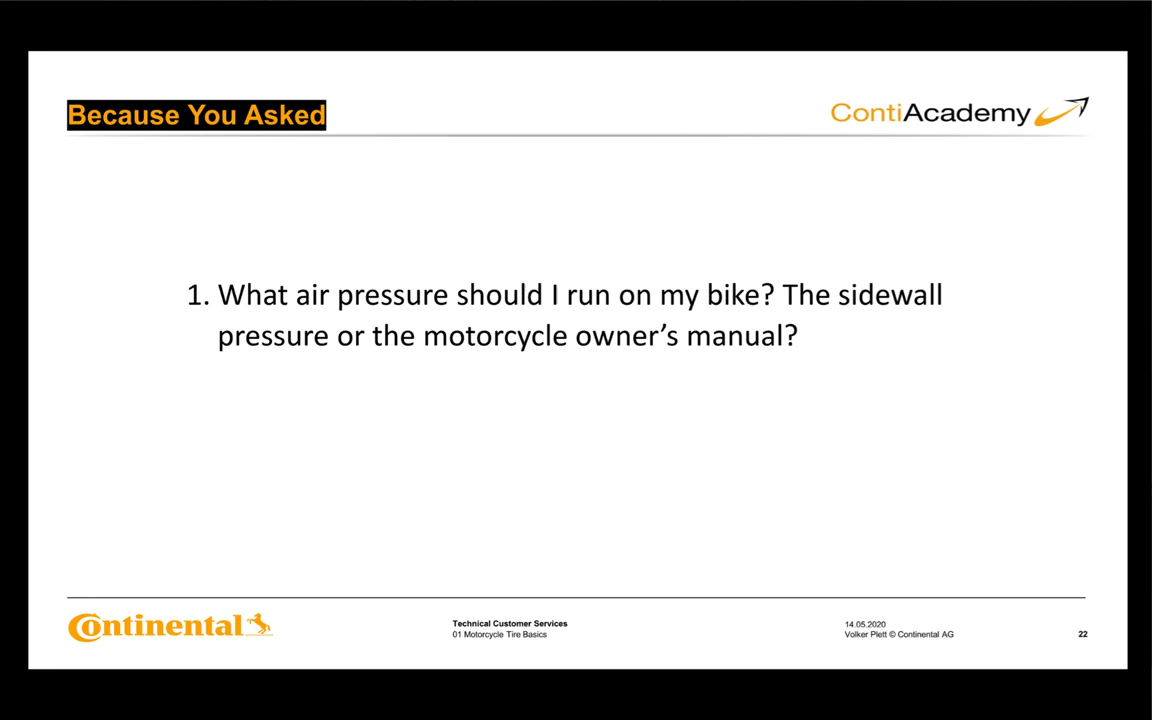 Because You Asked
ContiAcademy
1. What air pressure should I run on my bike? The sidewall
pressure or the motorcycle owner’s manual?
Continental
Technical Customer Services
01 Motorcycle Tire Basics
14.05.2020
Volker Plett © Continental AG
22